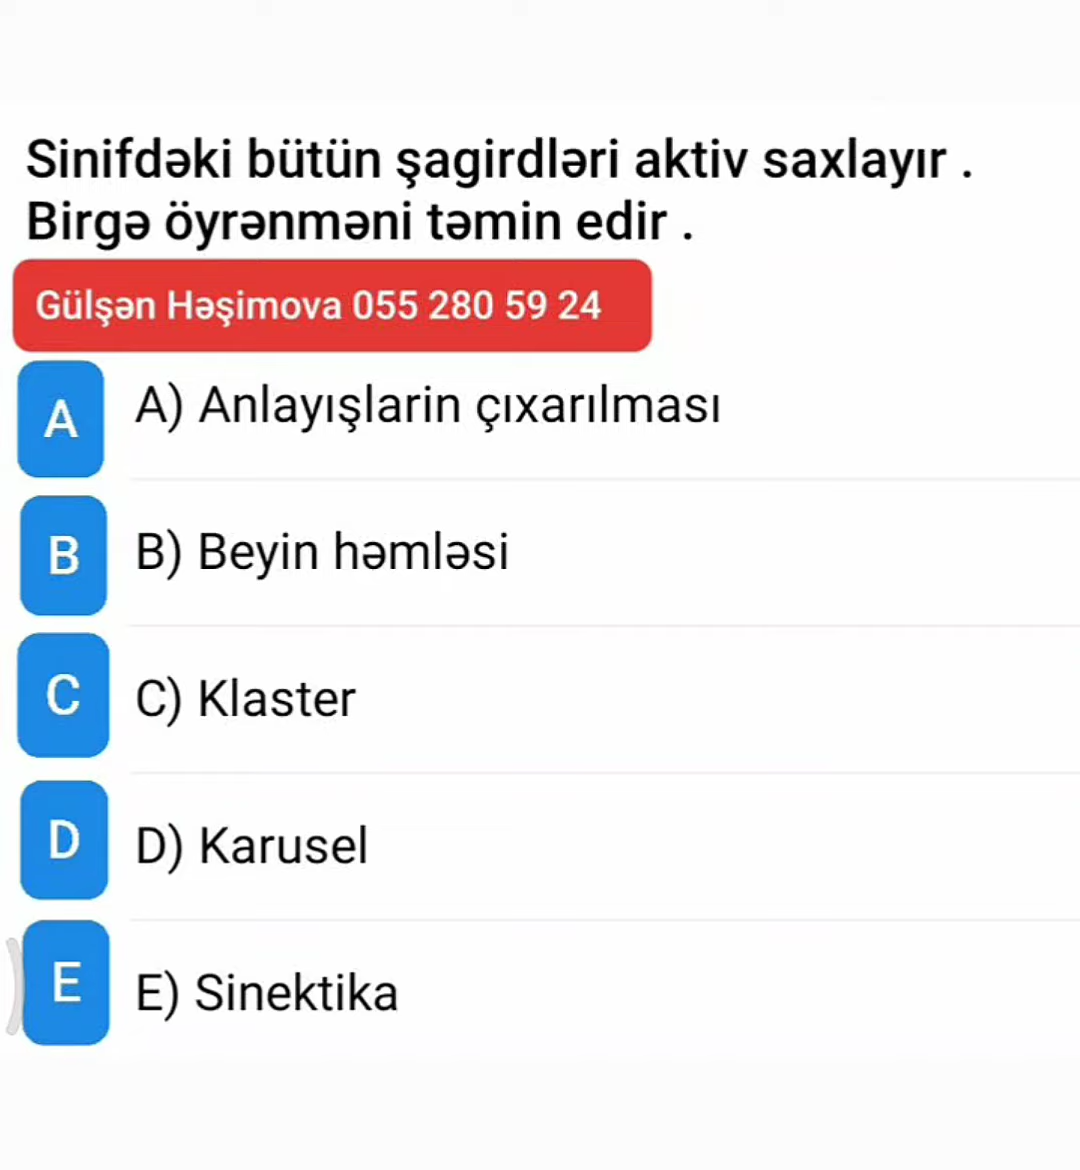 Sinifdəki bütün şagirdləri aktiv saxlayır .
Birgə öyrənməni təmin edir .
Gülşən Həşimova 055 280 59 24
A A) Anlayışlarin çıxarılması
B B) Beyin həmləsi
C C) Klaster
D D) Karusel
E E) Sinektika